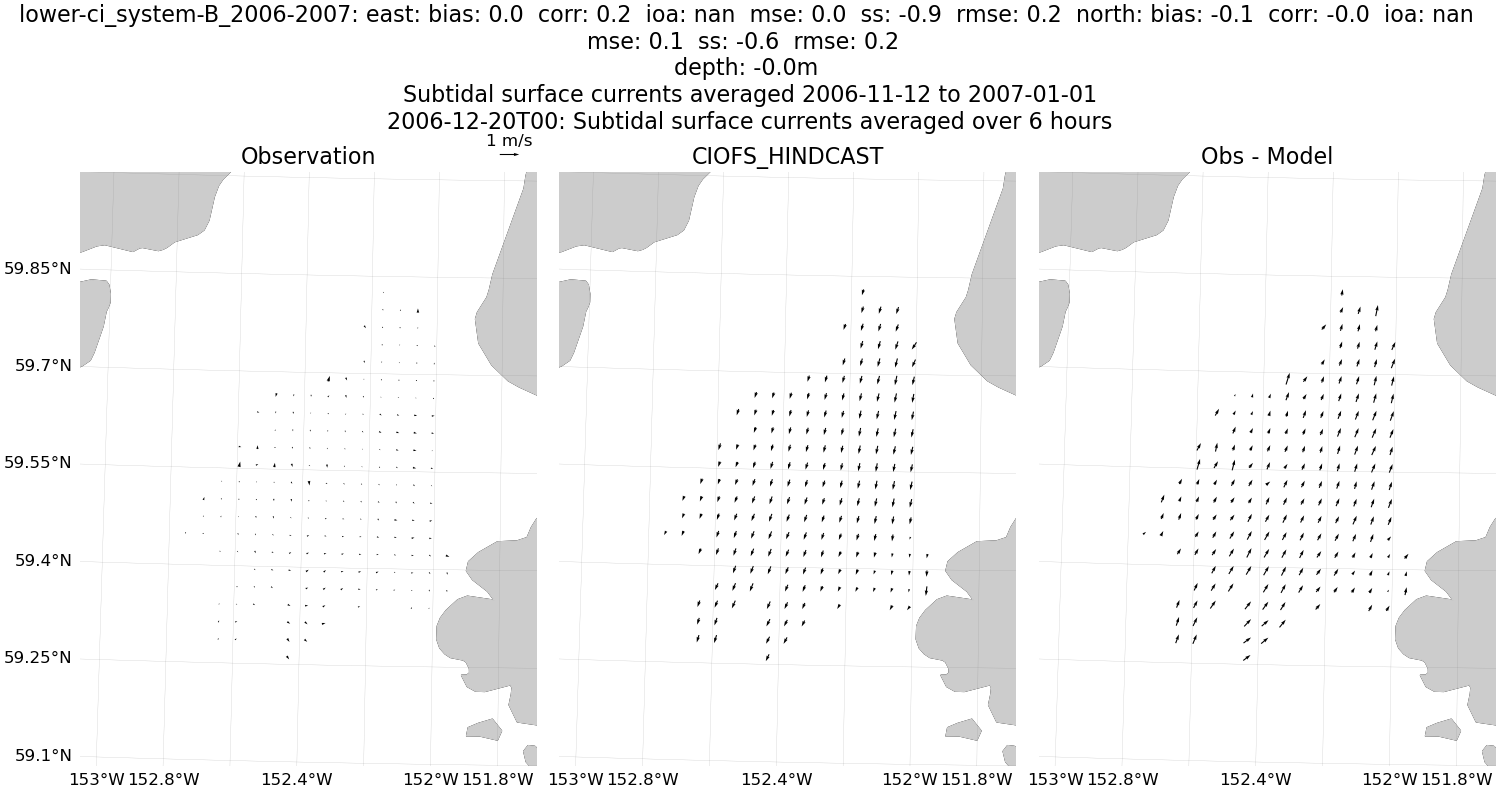 lower-ci_system-B_2006-2007: east: bias: 0.0 corr: 0.2 ioa: nan mse: 0.0 ss: -0.9 rmse: 0.2 north: bias: -0.1 corr: -0.0 ioa: nan
mse: 0.1 ss: -0.6 rmse: 0.2
depth: -0.0m
Subtidal surface currents averaged 2006-11-12 to 2007-01-01
2006-12-20T00: Subtidal surface currents averaged over 6 hours
1 m/s
Observation CIOFS_HINDCAST Obs - Model
59.85°N
59.7°N
59.55°N
59.4°N
59.25°N
59.1°N
153°W 152.8°W 152.4°W 152°W 151.8°W 153°W 152.8°W 152.4°W 152°W 151.8°W 153°W 152.8°W 152.4°W 152°W 151.8°W